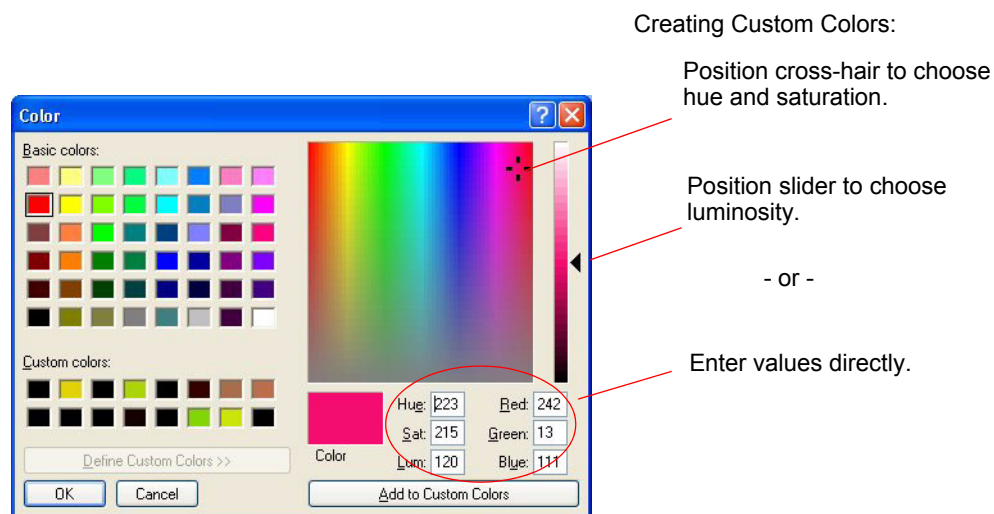 Creating Custom Colors:
Position cross-hair to choose
hue and saturation.
Color
Basic colors:
Position slider to choose
luminosity.
- or -
Custom colors:
Enter values directly.
Hue: 223 Red: 242
Sat: 215 Green: 13
Color Lum: 120 Blue: 111
Define Custom Colors >>
OK Cancel Add to Custom Colors